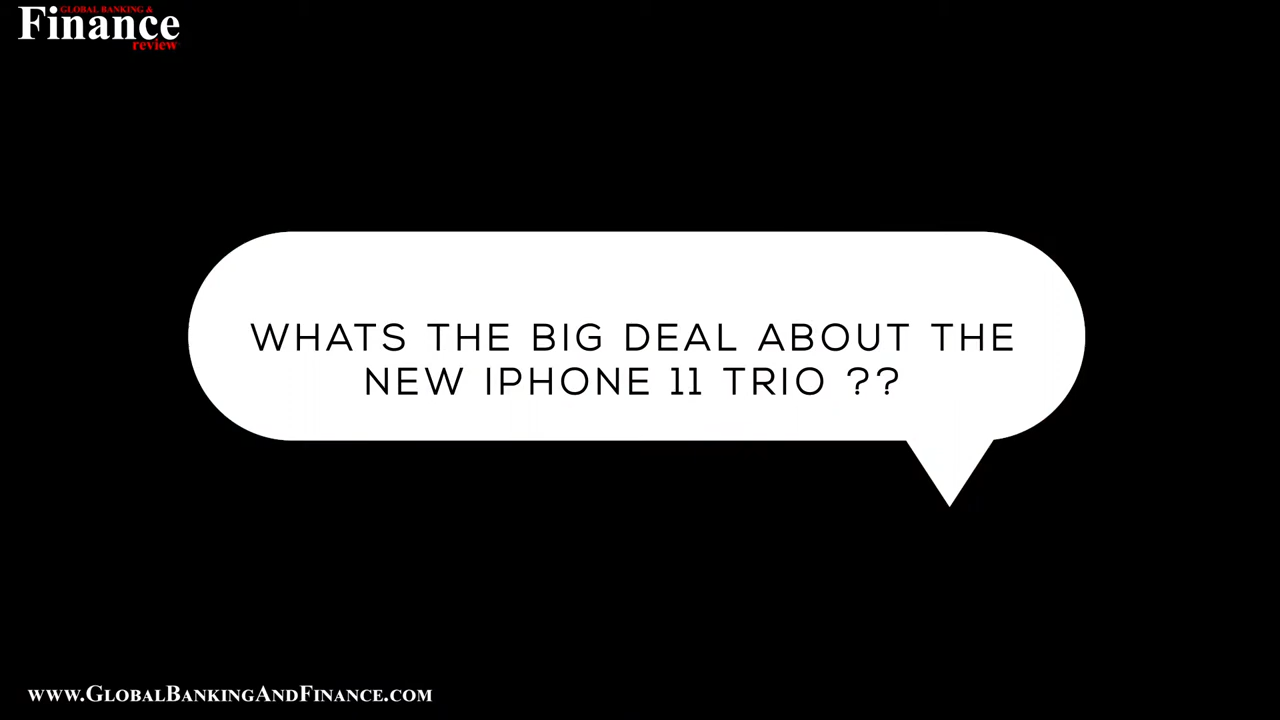 GLOBAL BANKING &
Finance
review
WHATS THE BIG DEAL ABOUT THE
NEW IPHONE 11 TRIO ??
www.GlobalBankingAndFinance.com